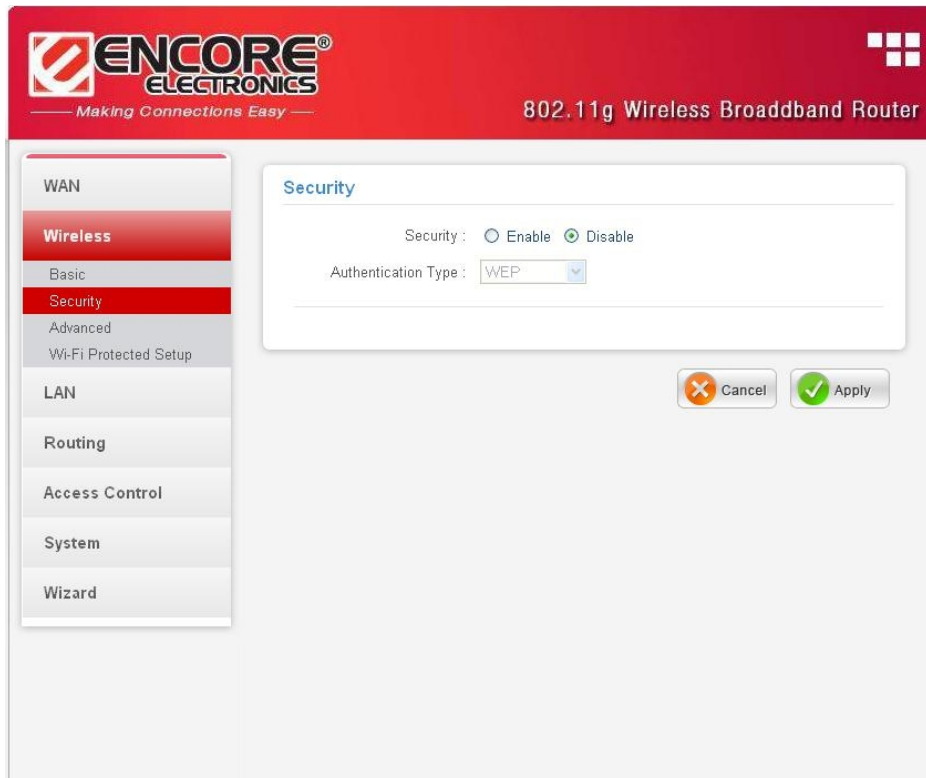 ENCORE®
ELECTRONICS
Making Connections Easy
802.11g Wireless Broaddband Router
WAN
Wireless
Basic
Security
Advanced
Wi-Fi Protected Setup
LAN
Routing
Access Control
System
Wizard
Security
Security : Enable Disable
Authentication Type : WEP
Cancel Apply